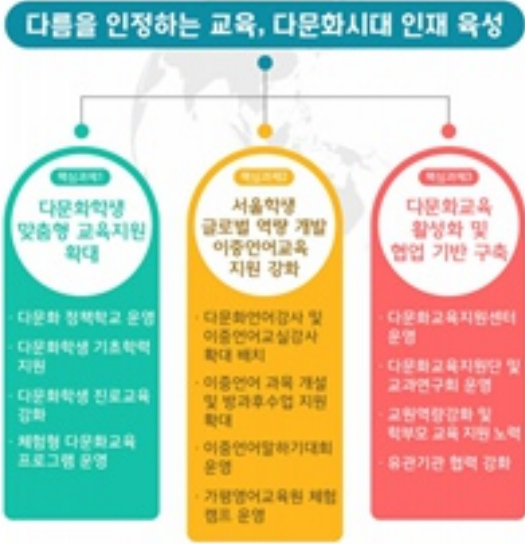 다름을 인정하는 교육, 다문화시대 인재 육성
핵심과제1
다문화학생
맞춤형 교육지원
확대
· 다문화 정책학교 운영
· 다문화학생 기초학력
지원
· 다문화학생 진로교육
강화
· 체험형 다문화교육
프로그램 운영
핵심과제2
서울학생
글로벌 역량 개발
이중언어교육
지원 강화
· 다문화언어강사 및
이중언어교실강사
확대 배치
· 이중언어 과목 개설
및 방과후수업 지원
확대
· 이중언어말하기대회
운영
· 가평영어교육원 체험
캠프 운영
핵심과제3
다문화교육
활성화 및
협업 기반 구축
· 다문화교육지원센터
운영
· 다문화교육지원단 및
교과연구회 운영
· 교원역량강화 및
학부모 교육 지원 노력
· 유관기관 협력 강화